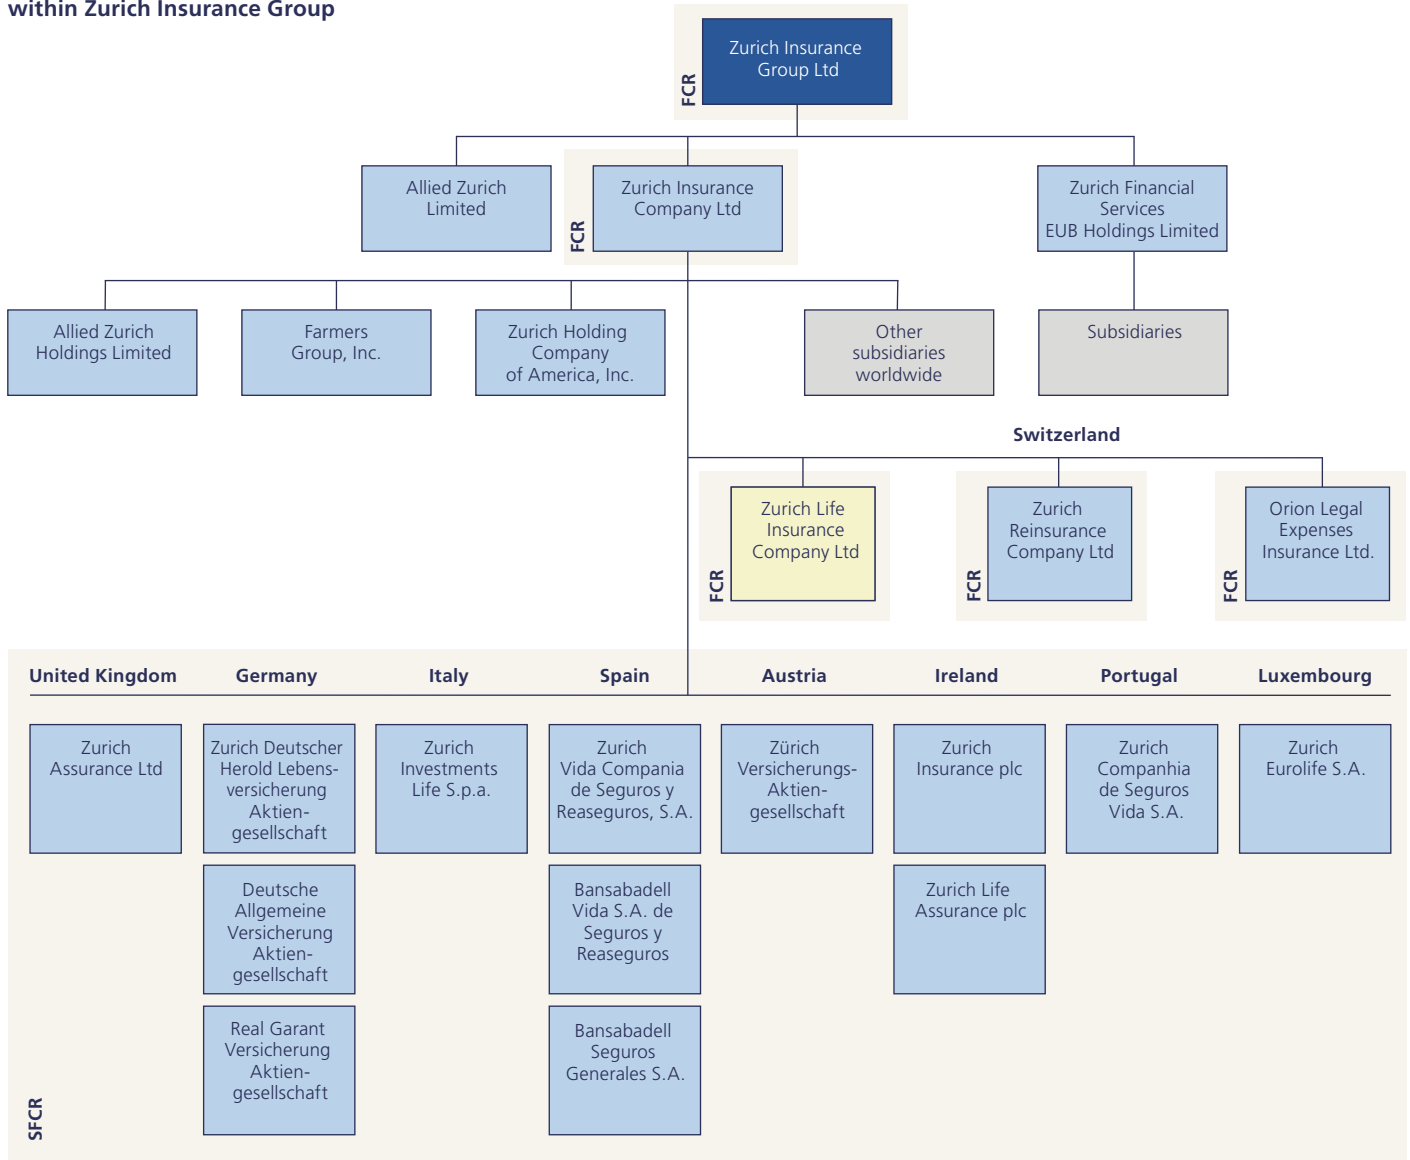 within Zurich Insurance Group
Zurich Insurance
Group Ltd
FCR
Allied Zurich
Limited
Zurich Insurance
Company Ltd
FCR
Zurich Financial
Services
EUB Holdings Limited
Allied Zurich
Holdings Limited
Farmers
Group, Inc.
Zurich Holding
Company
of America, Inc.
Other
subsidiaries
worldwide
Subsidiaries
Switzerland
Zurich Life
Insurance
Company Ltd
FCR
Zurich
Reinsurance
Company Ltd
FCR
Orion Legal
Expenses
Insurance Ltd.
FCR
United Kingdom
Germany
Italy
Spain
Austria
Ireland
Portugal
Luxembourg
Zurich
Assurance Ltd
Zurich Deutscher
Herold Lebens-
versicherung
Aktien-
gesellschaft
Zurich
Investments
Life S.p.a.
Zurich
Vida Compania
de Seguros y
Reaseguros, S.A.
Zürich
Versicherungs-
Aktien-
gesellschaft
Zurich
Insurance plc
Zurich
Companhia
de Seguros
Vida S.A.
Zurich
Eurolife S.A.
Deutsche
Allgemeine
Versicherung
Aktien-
gesellschaft
Bansabadell
Vida S.A. de
Seguros y
Reaseguros
Zurich Life
Assurance plc
Real Garant
Versicherung
Aktien-
gesellschaft
Bansabadell
Seguros
Generales S.A.
SFCR